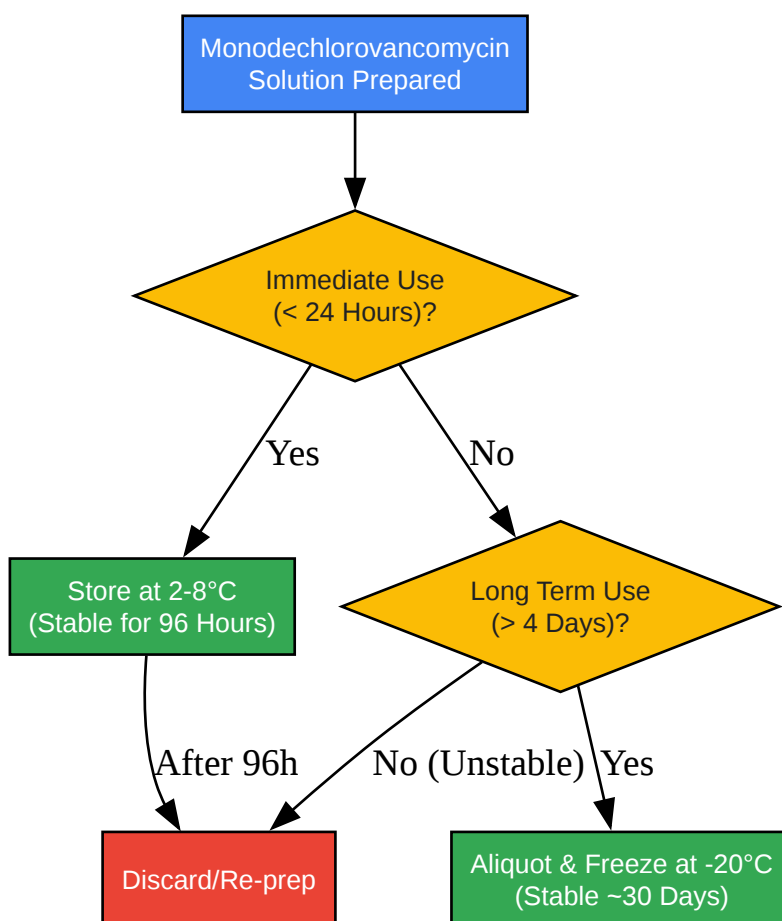 Monodechlorovancomycin
Solution Prepared
Immediate Use
(< 24 Hours)?
Yes
No
Store at 2-8°C
(Stable for 96 Hours)
Long Term Use
(> 4 Days)?
After 96h
No (Unstable)
Yes
Discard/Re-prep
Aliquot & Freeze at -20°C
(Stable ~30 Days)